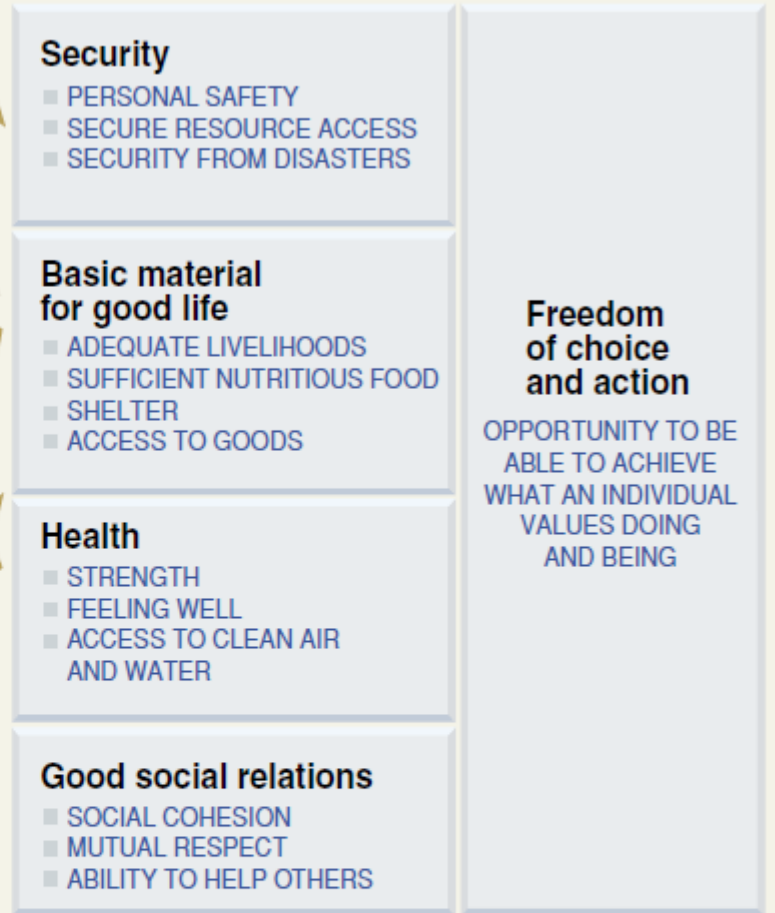 Security
PERSONAL SAFETY
SECURE RESOURCE ACCESS
SECURITY FROM DISASTERS
Basic material
for good life
ADEQUATE LIVELIHOODS
SUFFICIENT NUTRITIOUS FOOD
SHELTER
ACCESS TO GOODS
Health
STRENGTH
FEELING WELL
ACCESS TO CLEAN AIR
AND WATER
Good social relations
SOCIAL COHESION
MUTUAL RESPECT
ABILITY TO HELP OTHERS
Freedom
of choice
and action
OPPORTUNITY TO BE
ABLE TO ACHIEVE
WHAT AN INDIVIDUAL
VALUES DOING
AND BEING